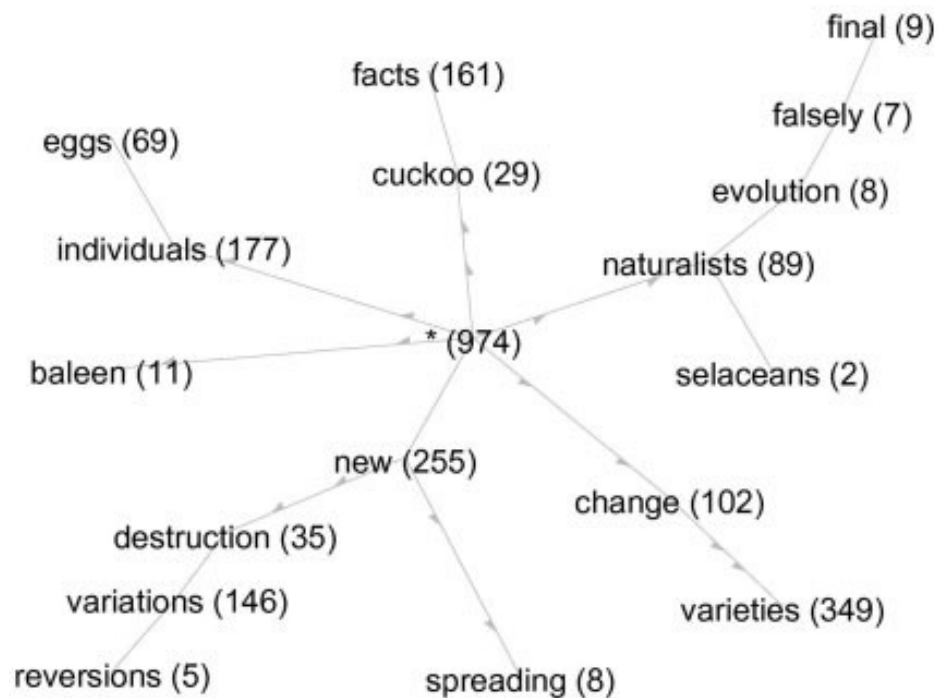 final (9)
facts (161)
falsely (7)
eggs (69)
cuckoo (29)
evolution (8)
individuals (177)
naturalists (89)
* (974)
baleen (11)
selaceans (2)
new (255)
change (102)
destruction (35)
variations (146)
varieties (349)
reversions (5)
spreading (8)